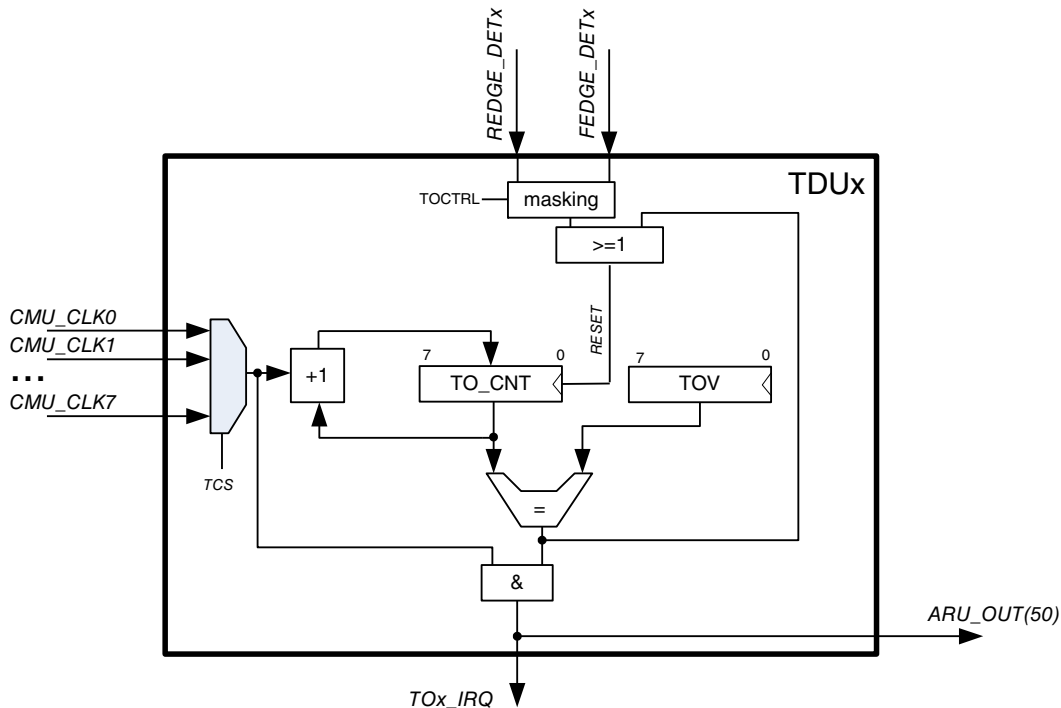 REDGE_DETx
FEDGE_DETx
TDUx
TOCTRL
masking
>=1
RESET
CMU_CLK0
CMU_CLK1
...
CMU_CLK7
TCS
+1
7
0
TO_CNT
7
0
TOV
=
&
ARU_OUT(50)
TOx_IRQ